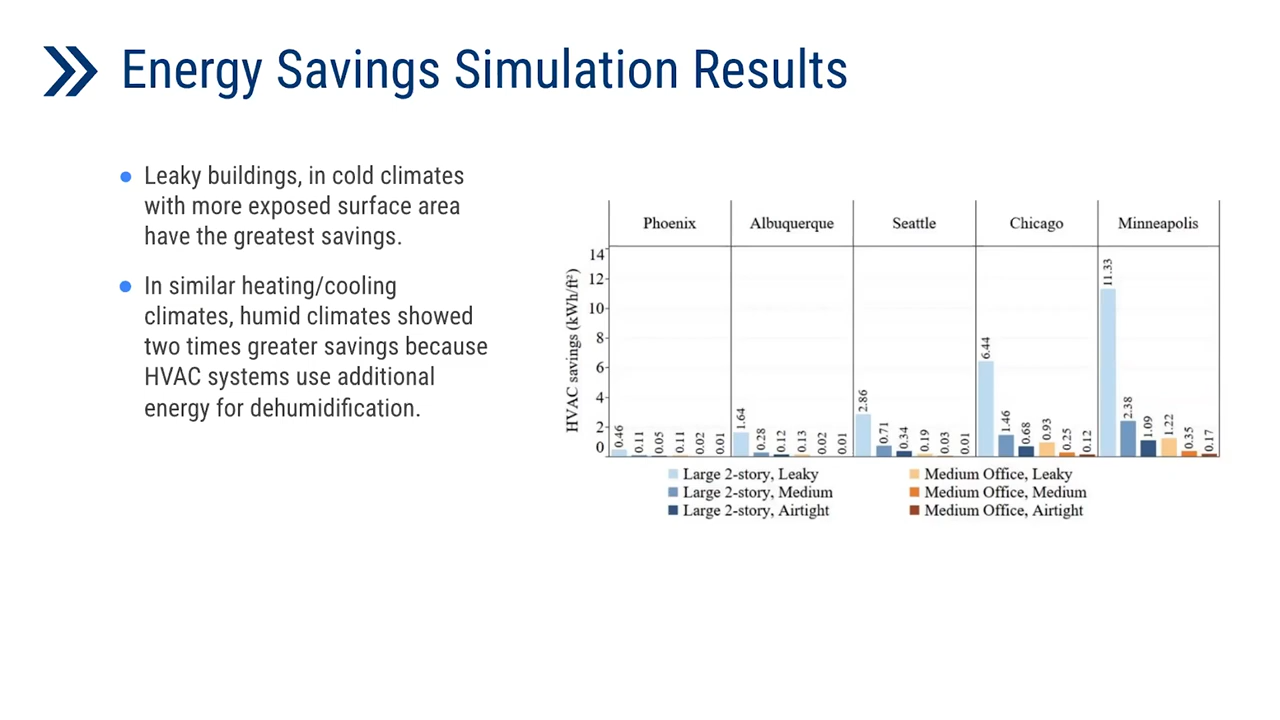 Energy Savings Simulation Results
Leaky buildings, in cold climates
with more exposed surface area
have the greatest savings.
In similar heating/cooling
climates, humid climates showed
two times greater savings because
HVAC systems use additional
energy for dehumidification.
Phoenix Albuquerque Seattle Chicago Minneapolis
HVAC savings (kWh/ft²)
14
12
10
8
6
4
2
0
0.46 0.11 0.05 0.11 0.02 0.01
1.64 0.28 0.12 0.13 0.02 0.01
2.86 0.71 0.34 0.19 0.03 0.01
6.44 1.46 0.68 0.93 0.25 0.12
11.33 2.38 1.09 1.22 0.35 0.17
Large 2-story, Leaky
Large 2-story, Medium
Large 2-story, Airtight
Medium Office, Leaky
Medium Office, Medium
Medium Office, Airtight